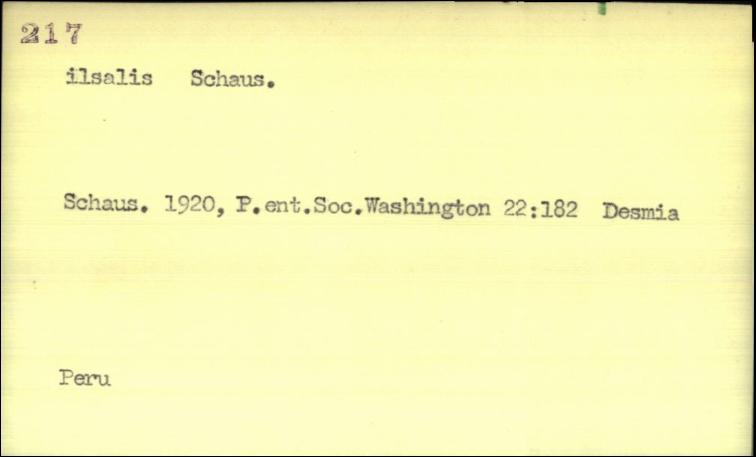 217
ilsalis Schaus.
Schaus. 1920, P.ent.Soc.Washington 22:182 Desmia
Peru